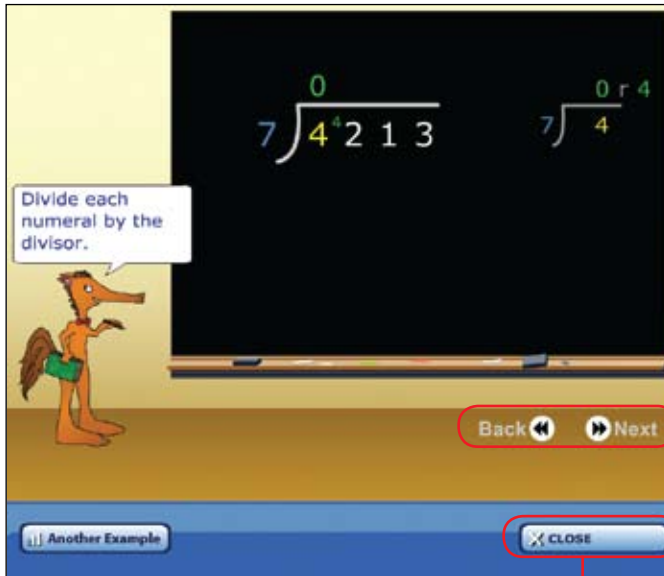 0
7 4 4 2 1 3
0 r 4
7 4
Divide each
numeral by the
divisor.
Back Next
Another Example
CLOSE